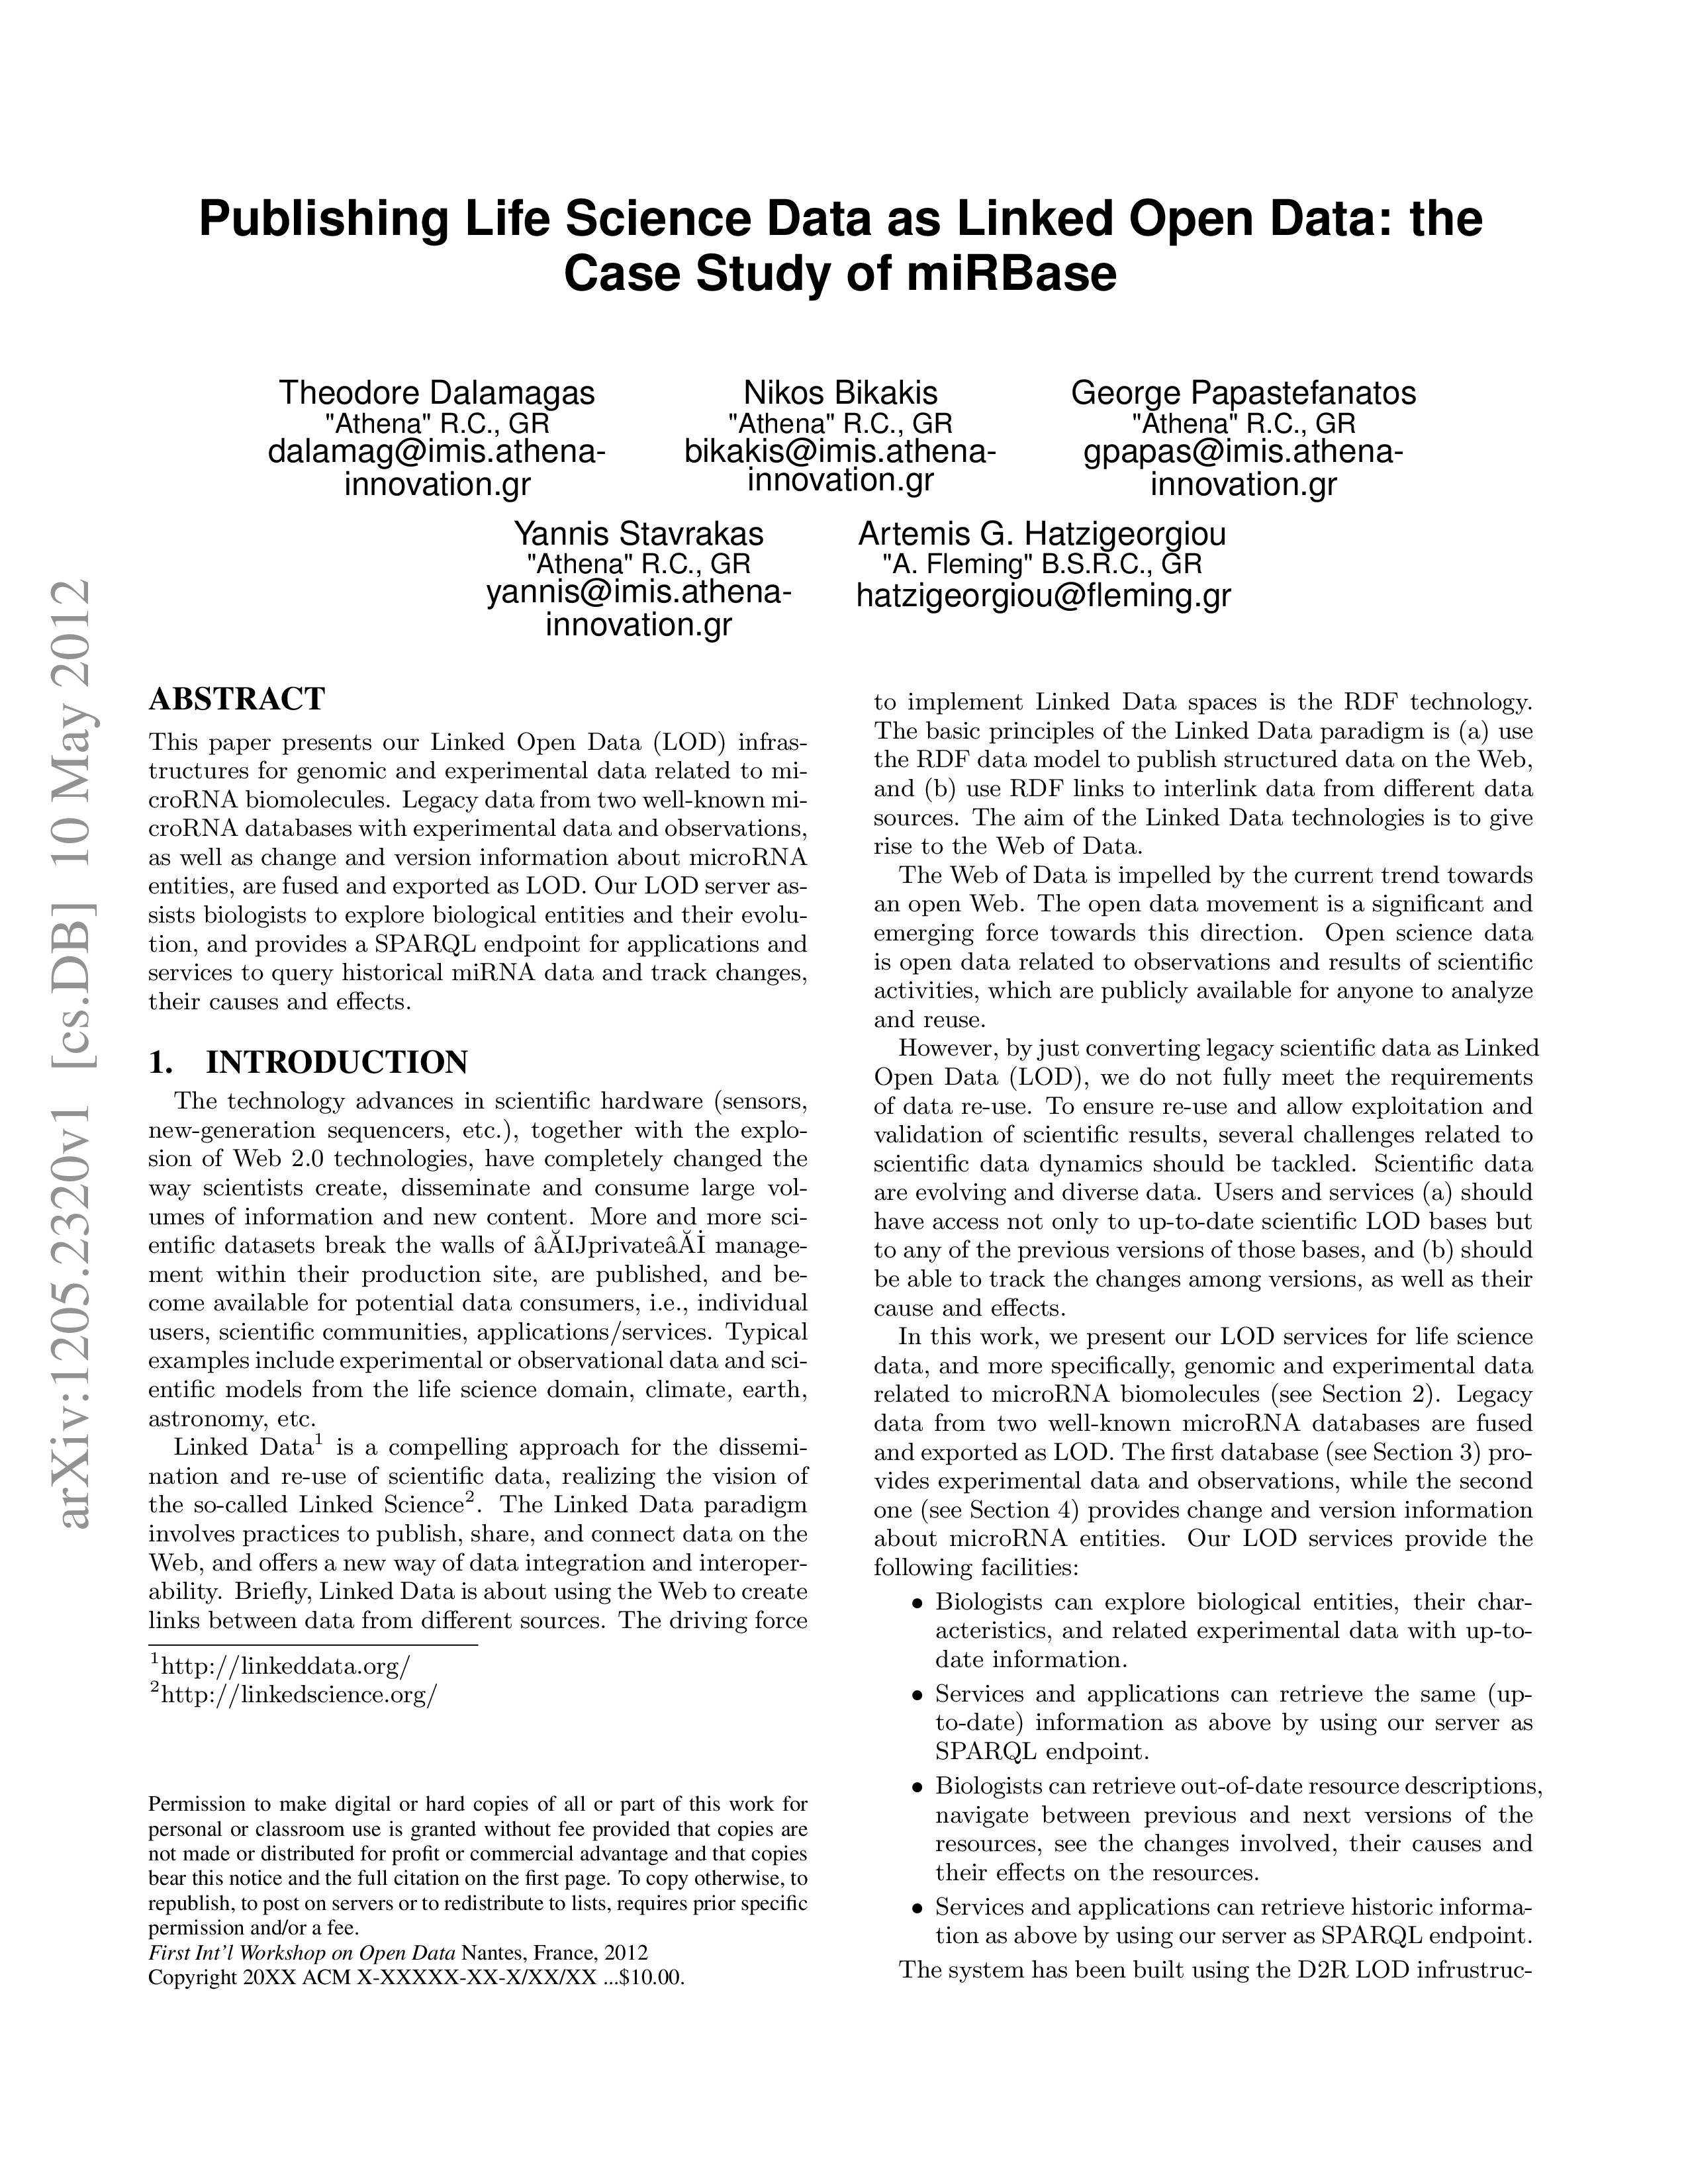 Publishing Life Science Data as Linked Open Data: the
Case Study of miRBase
Theodore Dalamagas
"Athena" R.C., GR
dalamag@imis.athena-
innovation.gr
Nikos Bikakis
"Athena" R.C., GR
bikakis@imis.athena-
innovation.gr
George Papastefanatos
"Athena" R.C., GR
gpapas@imis.athena-
innovation.gr
Yannis Stavrakas
"Athena" R.C., GR
yannis@imis.athena-
innovation.gr
Artemis G. Hatzigeorgiou
"A. Fleming" B.S.R.C., GR
hatzigeorgiou@fleming.gr
arXiv:1205.2320v1 [cs.DB] 10 May 2012
ABSTRACT
This paper presents our Linked Open Data (LOD) infras-
tructures for genomic and experimental data related to mi-
croRNA biomolecules. Legacy data from two well-known mi-
croRNA databases with experimental data and observations,
as well as change and version information about microRNA
entities, are fused and exported as LOD. Our LOD server as-
sists biologists to explore biological entities and their evolu-
tion, and provides a SPARQL endpoint for applications and
services to query historical miRNA data and track changes,
their causes and effects.
1. INTRODUCTION
The technology advances in scientific hardware (sensors,
new-generation sequencers, etc.), together with the explo-
sion of Web 2.0 technologies, have completely changed the
way scientists create, disseminate and consume large vol-
umes of information and new content. More and more sci-
entific datasets break the walls of âĂIJprivateâĂİ manage-
ment within their production site, are published, and be-
come available for potential data consumers, i.e., individual
users, scientific communities, applications/services. Typical
examples include experimental or observational data and sci-
entific models from the life science domain, climate, earth,
astronomy, etc.
Linked Data1 is a compelling approach for the dissemi-
nation and re-use of scientific data, realizing the vision of
the so-called Linked Science2. The Linked Data paradigm
involves practices to publish, share, and connect data on the
Web, and offers a new way of data integration and interoper-
ability. Briefly, Linked Data is about using the Web to create
links between data from different sources. The driving force
1http://linkeddata.org/
2http://linkedscience.org/
Permission to make digital or hard copies of all or part of this work for
personal or classroom use is granted without fee provided that copies are
not made or distributed for profit or commercial advantage and that copies
bear this notice and the full citation on the first page. To copy otherwise, to
republish, to post on servers or to redistribute to lists, requires prior specific
permission and/or a fee.
First Int'l Workshop on Open Data Nantes, France, 2012
Copyright 20XX ACM X-XXXXX-XX-X/XX/XX ...$10.00.
to implement Linked Data spaces is the RDF technology.
The basic principles of the Linked Data paradigm is (a) use
the RDF data model to publish structured data on the Web,
and (b) use RDF links to interlink data from different data
sources. The aim of the Linked Data technologies is to give
rise to the Web of Data.
The Web of Data is impelled by the current trend towards
an open Web. The open data movement is a significant and
emerging force towards this direction. Open science data
is open data related to observations and results of scientific
activities, which are publicly available for anyone to analyze
and reuse.
However, by just converting legacy scientific data as Linked
Open Data (LOD), we do not fully meet the requirements
of data re-use. To ensure re-use and allow exploitation and
validation of scientific results, several challenges related to
scientific data dynamics should be tackled. Scientific data
are evolving and diverse data. Users and services (a) should
have access not only to up-to-date scientific LOD bases but
to any of the previous versions of those bases, and (b) should
be able to track the changes among versions, as well as their
cause and effects.
In this work, we present our LOD services for life science
data, and more specifically, genomic and experimental data
related to microRNA biomolecules (see Section 2). Legacy
data from two well-known microRNA databases are fused
and exported as LOD. The first database (see Section 3) pro-
vides experimental data and observations, while the second
one (see Section 4) provides change and version information
about microRNA entities. Our LOD services provide the
following facilities:
• Biologists can explore biological entities, their char-
acteristics, and related experimental data with up-to-
date information.
• Services and applications can retrieve the same (up-
to-date) information as above by using our server as
SPARQL endpoint.
• Biologists can retrieve out-of-date resource descriptions,
navigate between previous and next versions of the
resources, see the changes involved, their causes and
their effects on the resources.
• Services and applications can retrieve historic informa-
tion as above by using our server as SPARQL endpoint.
The system has been built using the D2R LOD infrustruc-